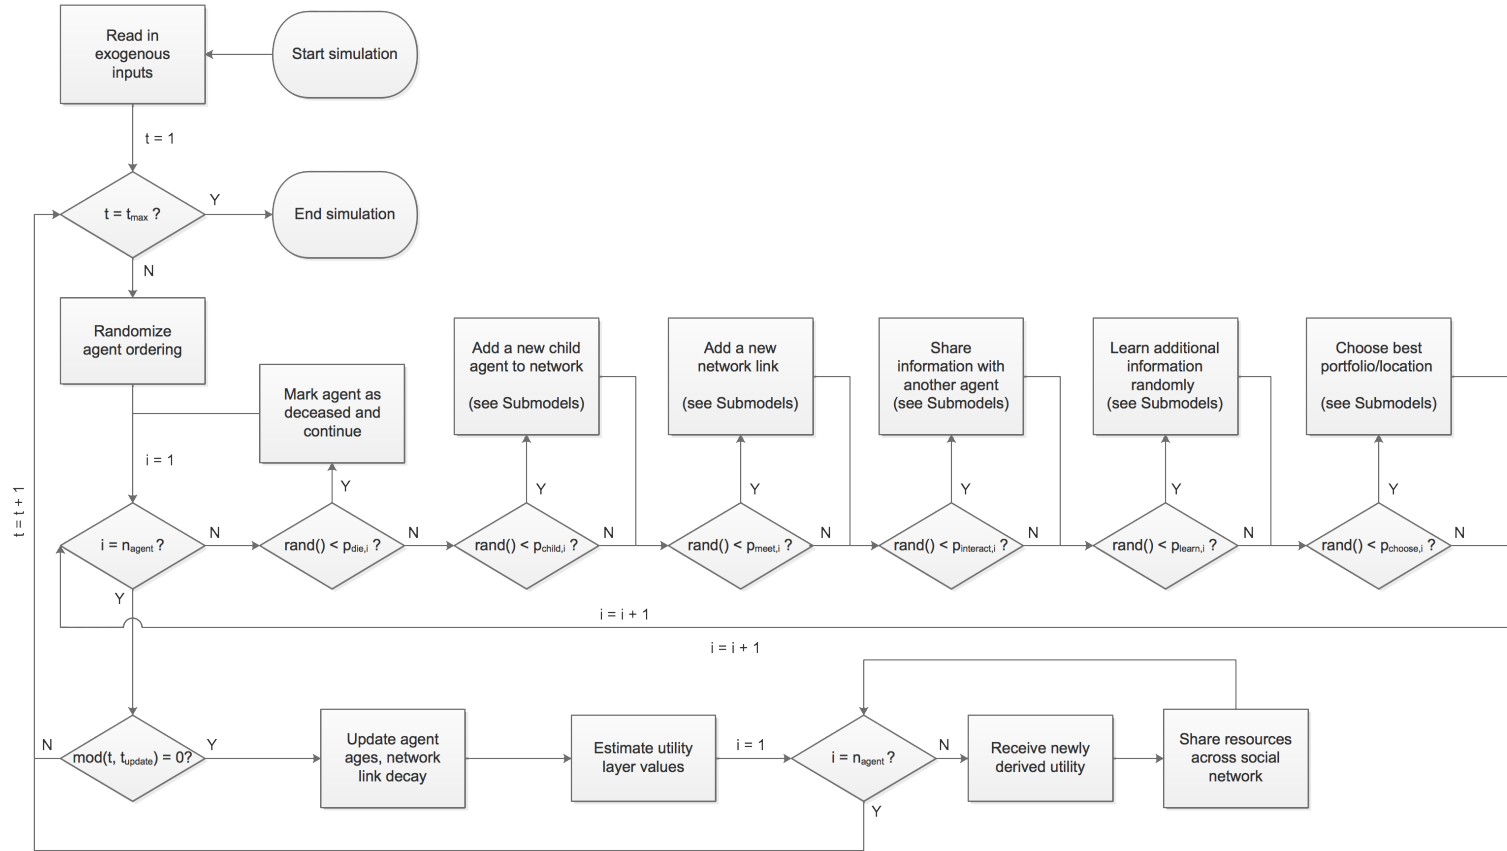 Read in
exogenous
inputs
Start simulation
t = 1
t = tmax ?
Y
End simulation
N
Randomize
agent ordering
Mark agent as
deceased and
continue
Add a new child
agent to network
(see Submodels)
Add a new
network link
(see Submodels)
Share
information with
another agent
(see Submodels)
Learn additional
information
randomly
(see Submodels)
Choose best
portfolio/location
(see Submodels)
i = 1
Y
Y
Y
Y
Y
Y
t = t + 1
i = nagent ?
N
rand() < pdie,i ?
N
rand() < pchild,i ?
N
rand() < pmeet,i ?
N
rand() < pinteract,i ?
N
rand() < plearn,i ?
N
rand() < pchoose,i ?
N
Y
i = i + 1
i = i + 1
N
mod(t, tupdate) = 0?
Y
Update agent
ages, network
link decay
Estimate utility
layer values
i = 1
i = nagent ?
N
Receive newly
derived utility
Share resources
across social
network
Y